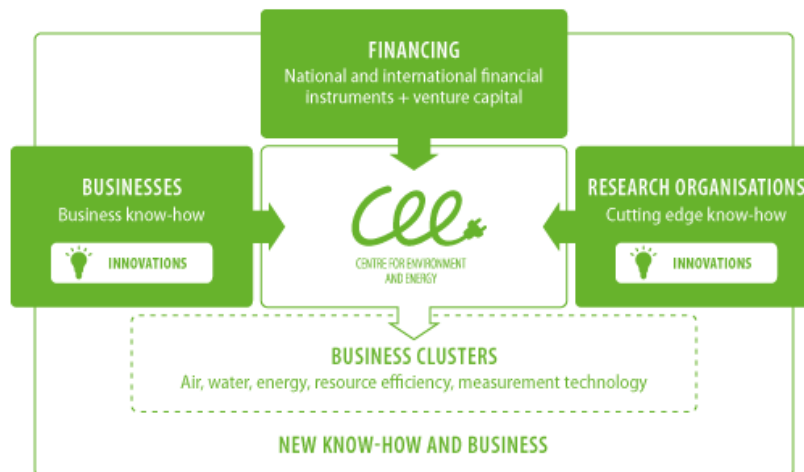 FINANCING
National and international financial
instruments + venture capital
BUSINESSES
Business know-how
INNOVATIONS
cee
CENTRE FOR ENVIRONMENT
AND ENERGY
RESEARCH ORGANISATIONS
Cutting edge know-how
INNOVATIONS
BUSINESS CLUSTERS
Air, water, energy, resource efficiency, measurement technology
NEW KNOW-HOW AND BUSINESS